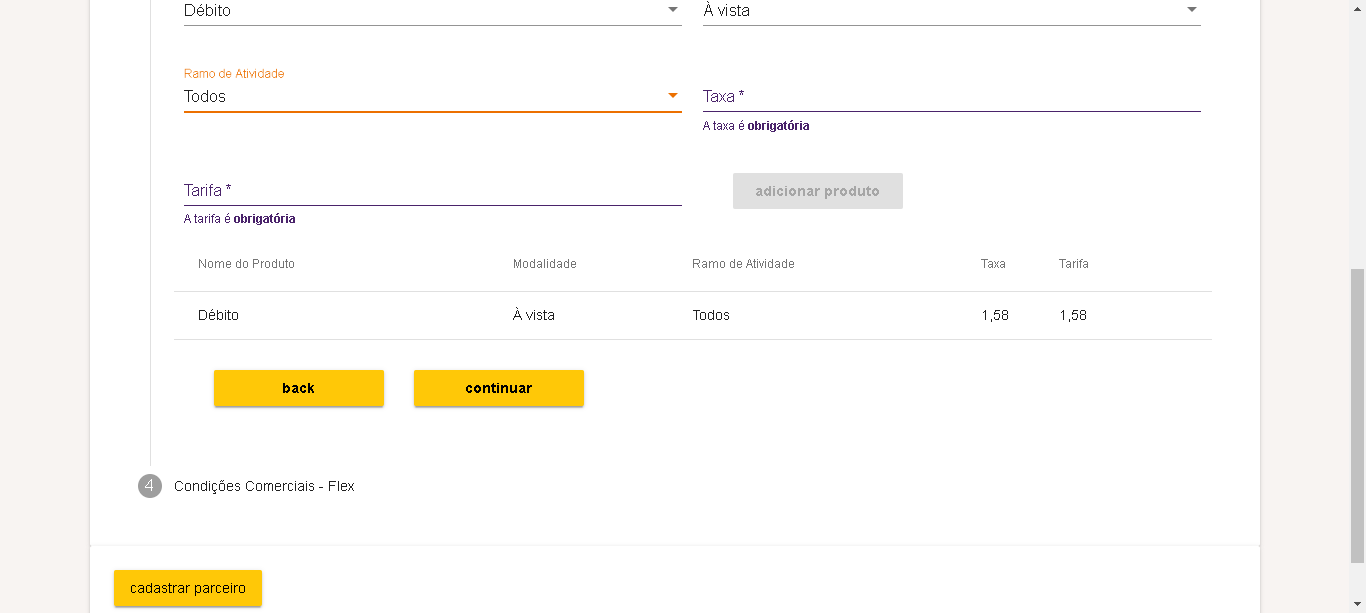 Débito
À vista
Ramo de Atividade
Todos
Taxa *
A taxa é obrigatória
Tarifa *
adicionar produto
A tarifa é obrigatória
Nome do Produto Modalidade Ramo de Atividade Taxa Tarifa
Débito À vista Todos 1,58 1,58
back continuar
4 Condições Comerciais - Flex
cadastrar parceiro